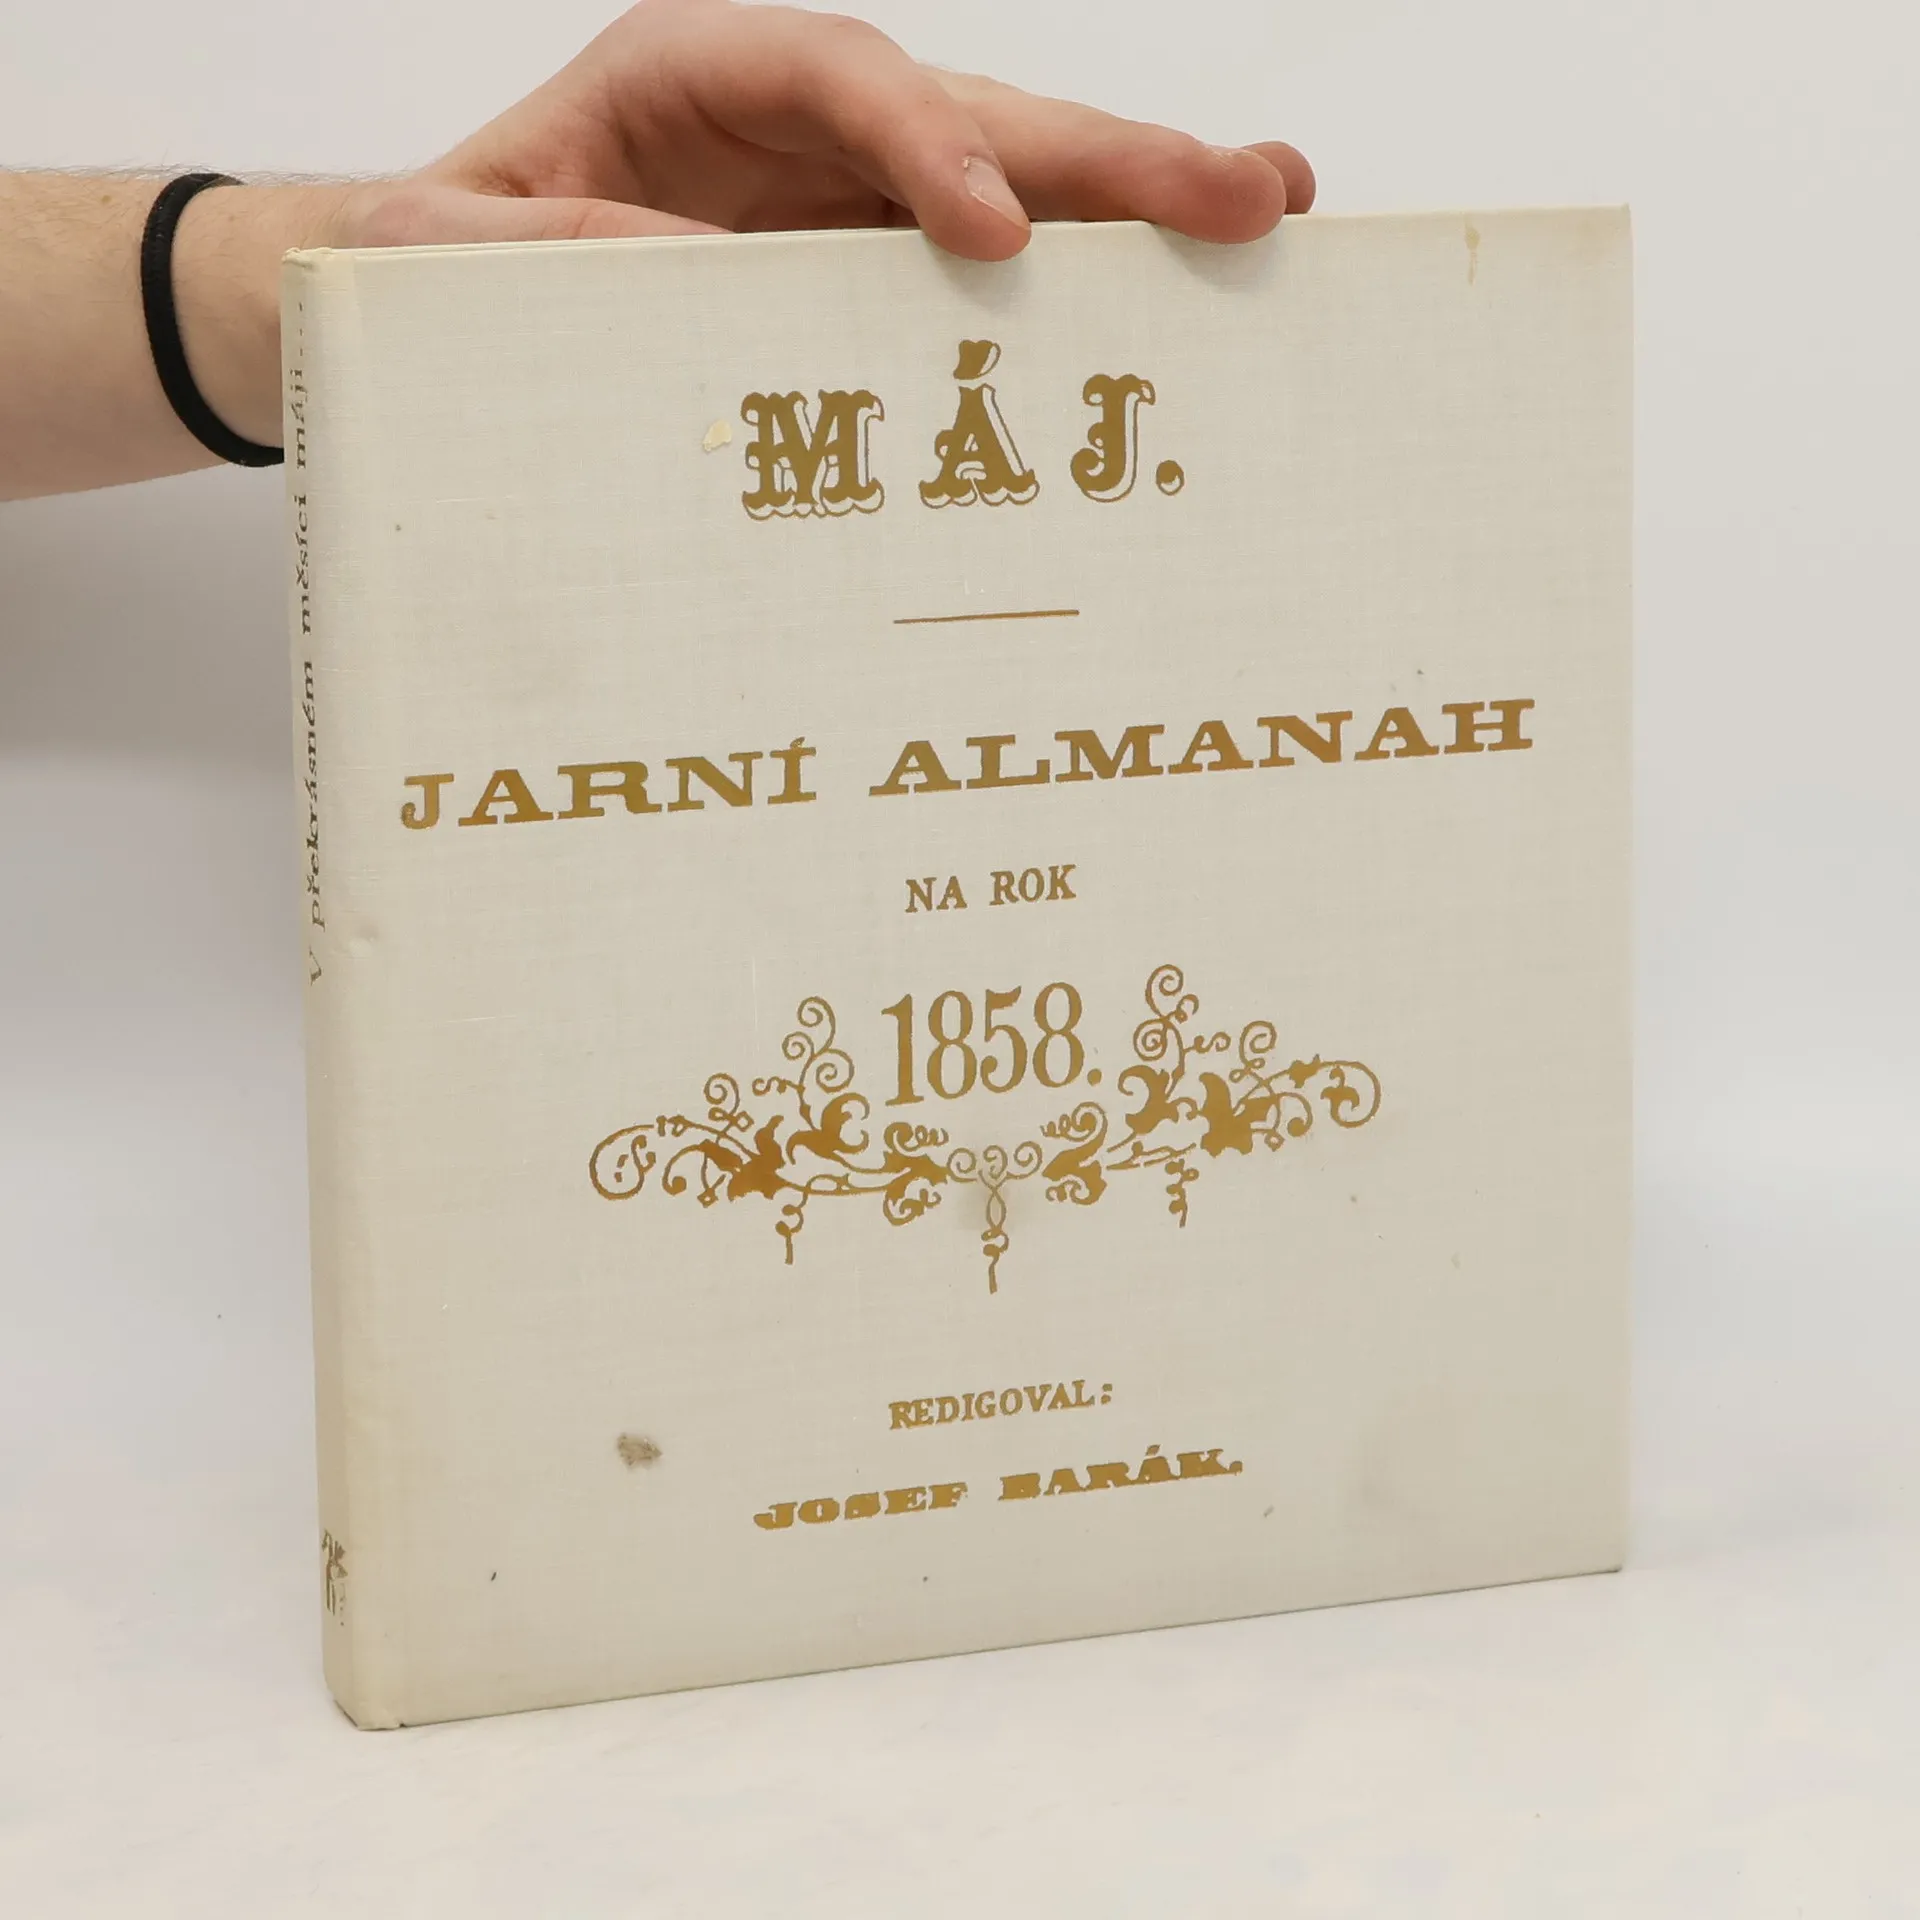 MÁJ.
JARNÍ ALMANAH
NA ROK
1858.
REDIGOVAL:
JOSEF BARÁK.
V překrásném měsíci máji...